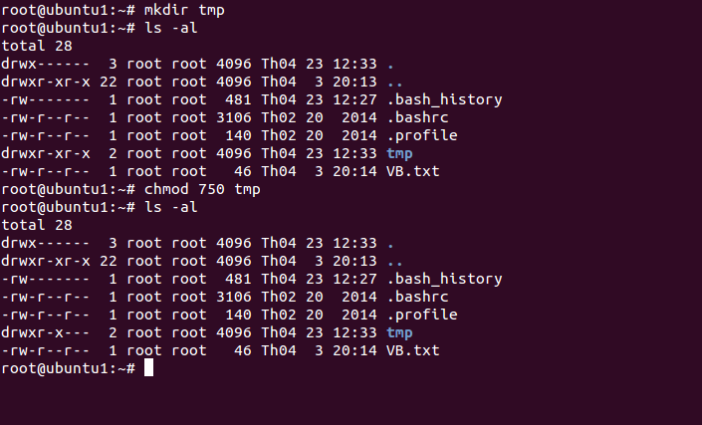 root@ubuntu1:~# mkdir tmp
root@ubuntu1:~# ls -al
total 28
drwx------  3 root root 4096 Th04 23 12:33 .
drwxr-xr-x 22 root root 4096 Th04  3 20:13 ..
-rw-------  1 root root  481 Th04 23 12:27 .bash_history
-rw-r--r--  1 root root 3106 Th02 20  2014 .bashrc
-rw-r--r--  1 root root  140 Th02 20  2014 .profile
drwxr-xr-x  2 root root 4096 Th04 23 12:33 tmp
-rw-r--r--  1 root root   46 Th04  3 20:14 VB.txt
root@ubuntu1:~# chmod 750 tmp
root@ubuntu1:~# ls -al
total 28
drwx------  3 root root 4096 Th04 23 12:33 .
drwxr-xr-x 22 root root 4096 Th04  3 20:13 ..
-rw-------  1 root root  481 Th04 23 12:27 .bash_history
-rw-r--r--  1 root root 3106 Th02 20  2014 .bashrc
-rw-r--r--  1 root root  140 Th02 20  2014 .profile
drwxr-x---  2 root root 4096 Th04 23 12:33 tmp
-rw-r--r--  1 root root   46 Th04  3 20:14 VB.txt
root@ubuntu1:~#